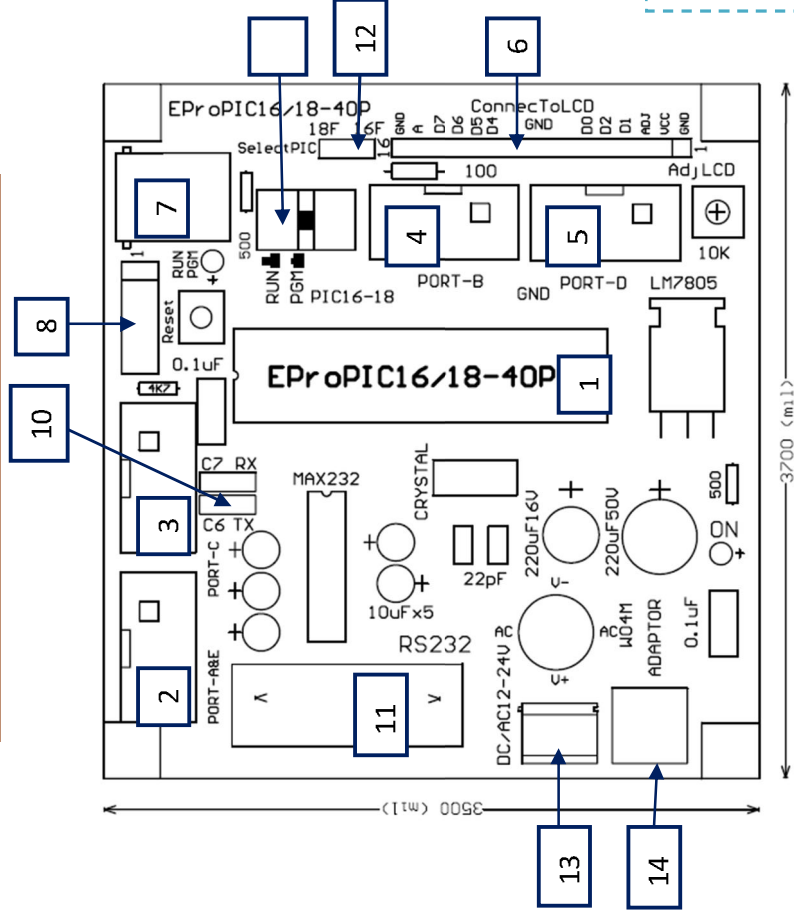 12
6
EProPIC16/18-40P
ConnecToLCD
18F 16F
SelectPIC
16
GND
A
D7
D6
D5
D4
GND
D0
D2
D1
ADJ
VCC
GND
1
7
500
100
AdjLCD
4
5
10K
RUN
PGM
+
1
8
Reset
RUN
PGM
PIC16-18
PORT-B
GND
PORT-D
LM7805
0.1uF
4K7
EProPIC16/18-40P
1
10
3
C7 RX
C6 TX
PORT-C
MAX232
CRYSTAL
22pF
+
+
+
+
+
10uFx5
220uF16V
+
220uF50V
+
500
ON
+
2
PORT-A&E
RS232
11
V
V
V-
AC
AC
V+
W04M
ADAPTOR
0.1uF
DC/AC12-24V
13
14
3500 (mil)
3700 (mil)